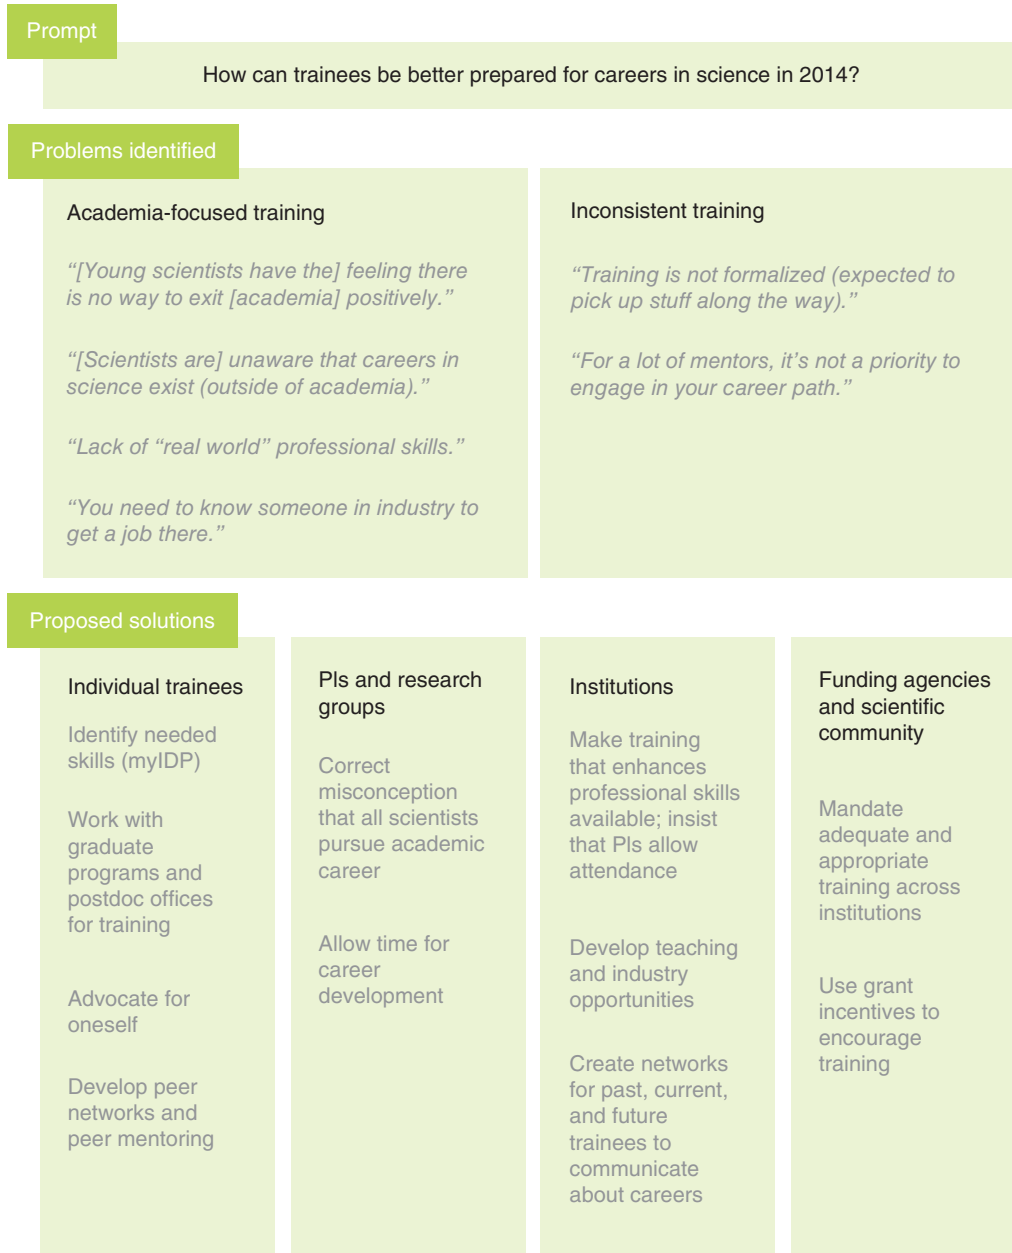 Prompt
How can trainees be better prepared for careers in science in 2014?
Problems identified
Academia-focused training
“[Young scientists have the] feeling there
is no way to exit [academia] positively.”
“[Scientists are] unaware that careers in
science exist (outside of academia).”
“Lack of “real world” professional skills.”
“You need to know someone in industry to
get a job there.”
Inconsistent training
“Training is not formalized (expected to
pick up stuff along the way).”
“For a lot of mentors, it’s not a priority to
engage in your career path.”
Proposed solutions
Individual trainees
Identify needed
skills (myIDP)
Work with
graduate
programs and
postdoc offices
for training
Advocate for
oneself
Develop peer
networks and
peer mentoring
PIs and research
groups
Correct
misconception
that all scientists
pursue academic
career
Allow time for
career
development
Institutions
Make training
that enhances
professional skills
available; insist
that PIs allow
attendance
Develop teaching
and industry
opportunities
Create networks
for past, current,
and future
trainees to
communicate
about careers
Funding agencies
and scientific
community
Mandate
adequate and
appropriate
training across
institutions
Use grant
incentives to
encourage
training